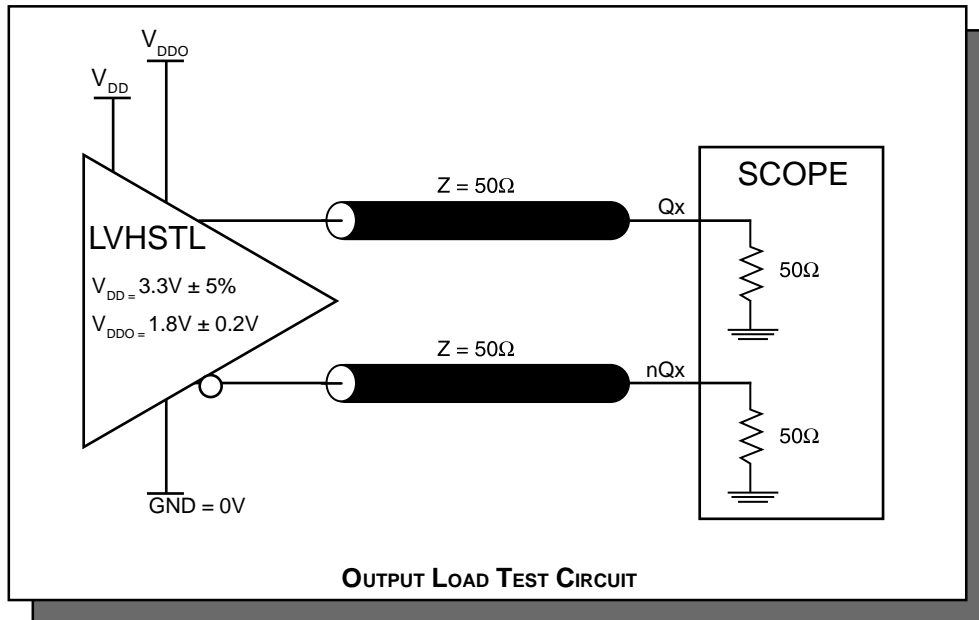 V_DDO
V_DD
SCOPE
Z = 50Ω
Qx
LVHSTL
50Ω
V_DD = 3.3V ± 5%
V_DDO = 1.8V ± 0.2V
Z = 50Ω
nQx
50Ω
GND = 0V
OUTPUT LOAD TEST CIRCUIT